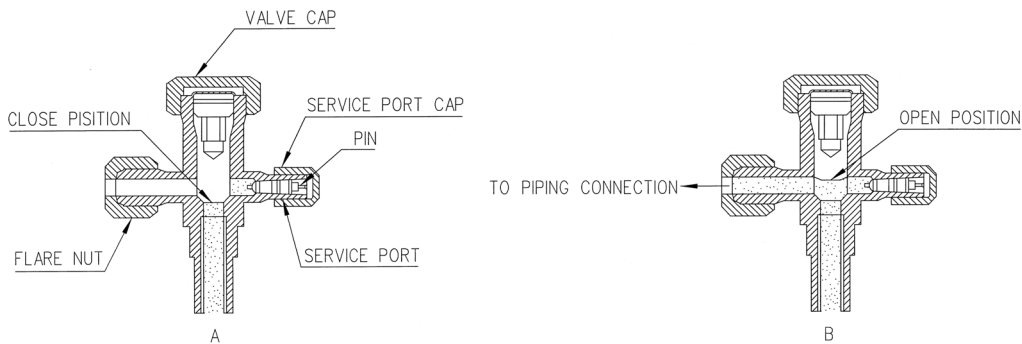 VALVE CAP
SERVICE PORT CAP
CLOSE PISITION
PIN
FLARE NUT
SERVICE PORT
A
OPEN POSITION
TO PIPING CONNECTION
B